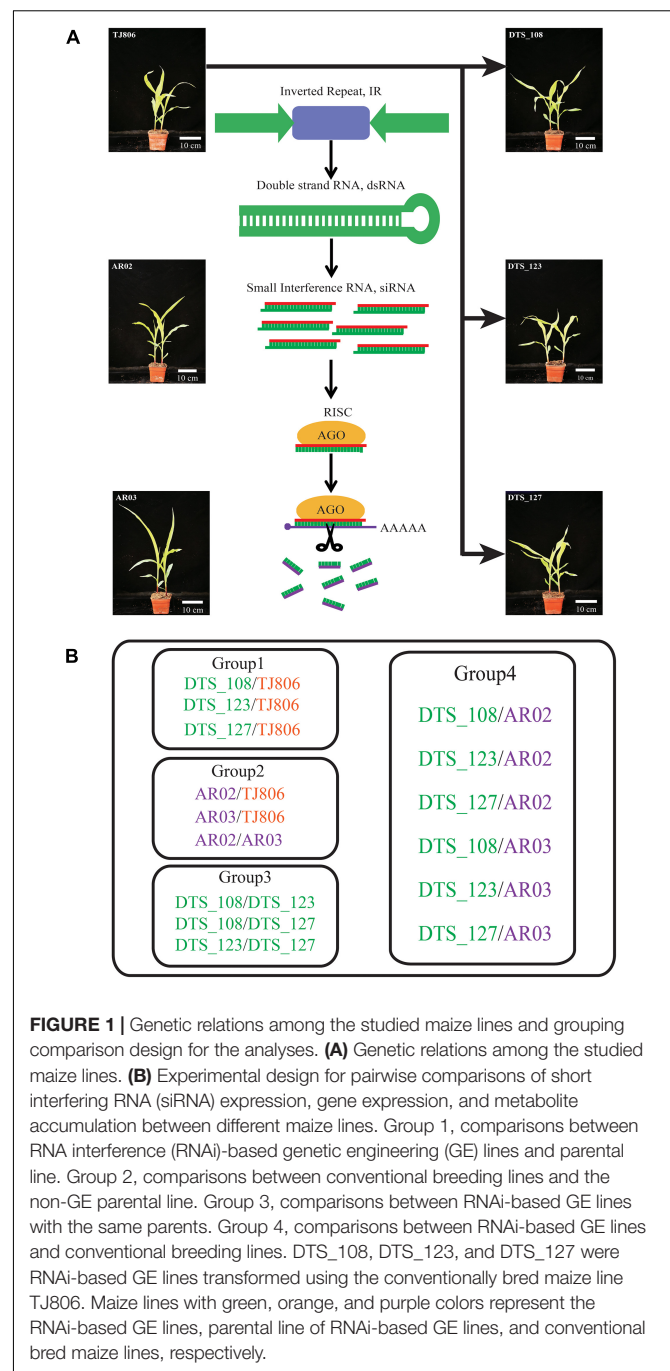 A
TJ806
10 cm
DTS_108
10 cm
Inverted Repeat, IR
Double strand RNA, dsRNA
AR02
10 cm
DTS_123
10 cm
Small Interference RNA, siRNA
RISC
AGO
AR03
10 cm
DTS_127
10 cm
AGO
AAAAA
B
Group1
DTS_108/TJ806
DTS_123/TJ806
DTS_127/TJ806
Group2
AR02/TJ806
AR03/TJ806
AR02/AR03
Group3
DTS_108/DTS_123
DTS_108/DTS_127
DTS_123/DTS_127
Group4
DTS_108/AR02
DTS_123/AR02
DTS_127/AR02
DTS_108/AR03
DTS_123/AR03
DTS_127/AR03
FIGURE 1 | Genetic relations among the studied maize lines and grouping
comparison design for the analyses. (A) Genetic relations among the studied
maize lines. (B) Experimental design for pairwise comparisons of short
interfering RNA (siRNA) expression, gene expression, and metabolite
accumulation between different maize lines. Group 1, comparisons between
RNA interference (RNAi)-based genetic engineering (GE) lines and parental
line. Group 2, comparisons between conventional breeding lines and the
non-GE parental line. Group 3, comparisons between RNAi-based GE lines
with the same parents. Group 4, comparisons between RNAi-based GE lines
and conventional breeding lines. DTS_108, DTS_123, and DTS_127 were
RNAi-based GE lines transformed using the conventionally bred maize line
TJ806. Maize lines with green, orange, and purple colors represent the
RNAi-based GE lines, parental line of RNAi-based GE lines, and conventional
bred maize lines, respectively.